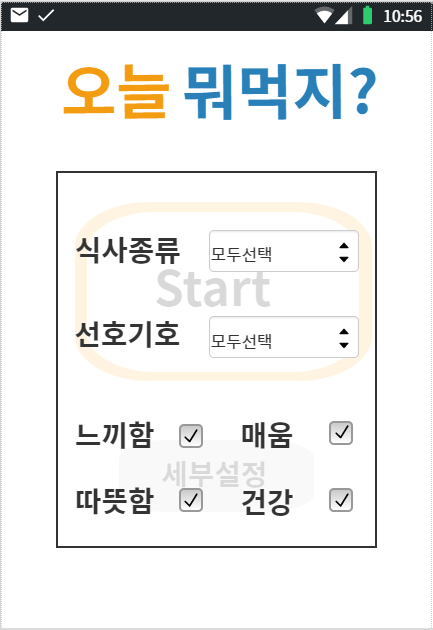 10:56
오늘 뭐먹지?
식사종류 모두선택
Start
선호기호 모두선택
느끼함 매움
세부설정
따뜻함 건강